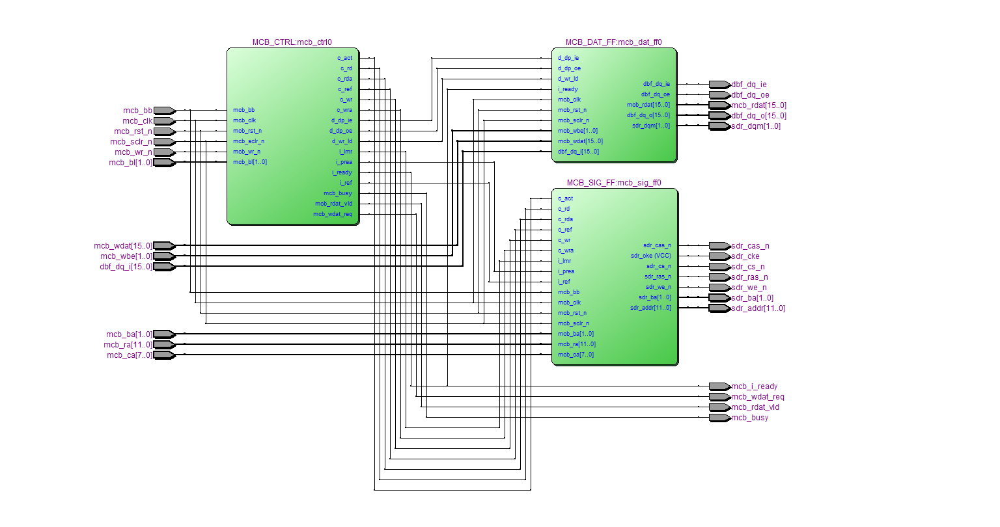 MCB_CTRL:mcb_ctrl0
c_act
c_rd
c_rda
c_ref
c_wr
c_wra
d_dp_ie
d_dp_oe
d_wr_ld
i_lmr
i_prea
i_ready
i_ref
mcb_busy
mcb_rdat_vld
mcb_wdat_req
mcb_bb
mcb_clk
mcb_rst_n
mcb_sclr_n
mcb_wr_n
mcb_bl[1..0]
mcb_bb
mcb_clk
mcb_rst_n
mcb_sclr_n
mcb_wr_n
mcb_bl[1..0]
mcb_wdat[15..0]
mcb_wbe[1..0]
dbf_dq_i[15..0]
mcb_ba[1..0]
mcb_ra[11..0]
mcb_ca[7..0]
MCB_DAT_FF:mcb_dat_ff0
d_dp_ie
d_dp_oe
d_wr_ld
i_ready
mcb_clk
mcb_rst_n
mcb_sclr_n
mcb_wbe[1..0]
mcb_wdat[15..0]
dbf_dq_i[15..0]
dbf_dq_ie
dbf_dq_oe
mcb_rdat[15..0]
dbf_dq_o[15..0]
sdr_dqm[1..0]
dbf_dq_ie
dbf_dq_oe
mcb_rdat[15..0]
dbf_dq_o[15..0]
sdr_dqm[1..0]
MCB_SIG_FF:mcb_sig_ff0
c_act
c_rd
c_rda
c_ref
c_wr
c_wra
i_lmr
i_prea
i_ref
mcb_bb
mcb_clk
mcb_rst_n
mcb_sclr_n
mcb_ba[1..0]
mcb_ra[11..0]
mcb_ca[7..0]
sdr_cas_n
sdr_cke (VCC)
sdr_cs_n
sdr_ras_n
sdr_we_n
sdr_ba[1..0]
sdr_addr[11..0]
sdr_cas_n
sdr_cke
sdr_cs_n
sdr_ras_n
sdr_we_n
sdr_ba[1..0]
sdr_addr[11..0]
mcb_i_ready
mcb_wdat_req
mcb_rdat_vld
mcb_busy